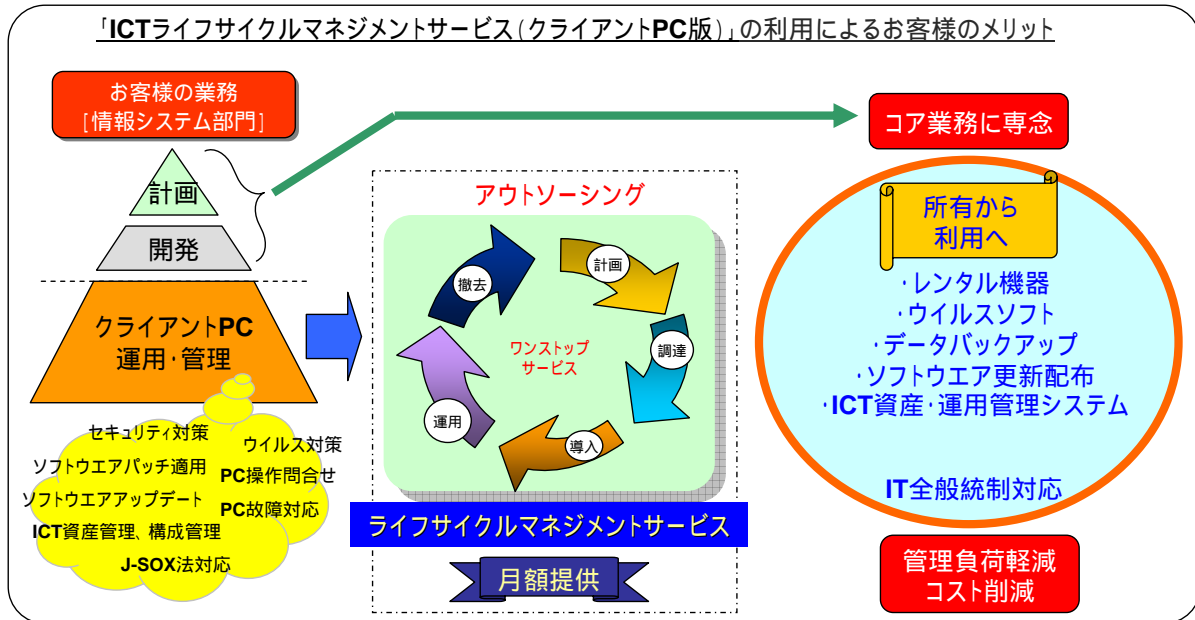 「ICTライフサイクルマネジメントサービス(クライアントPC版)」の利用によるお客様のメリット
お客様の業務
[情報システム部門]
計画
開発
クライアントPC
運用・管理
セキュリティ対策
ウイルス対策
ソフトウエアパッチ適用
PC操作問合せ
ソフトウエアアップデート
PC故障対応
ICT資産管理、構成管理
J-SOX法対応
アウトソーシング
計画
調達
導入
運用
撤去
ワンストップ
サービス
ライフサイクルマネジメントサービス
月額提供
コア業務に専念
所有から
利用へ
・レンタル機器
・ウイルスソフト
・データバックアップ
・ソフトウエア更新配布
・ICT資産・運用管理システム
IT全般統制対応
管理負荷軽減
コスト削減